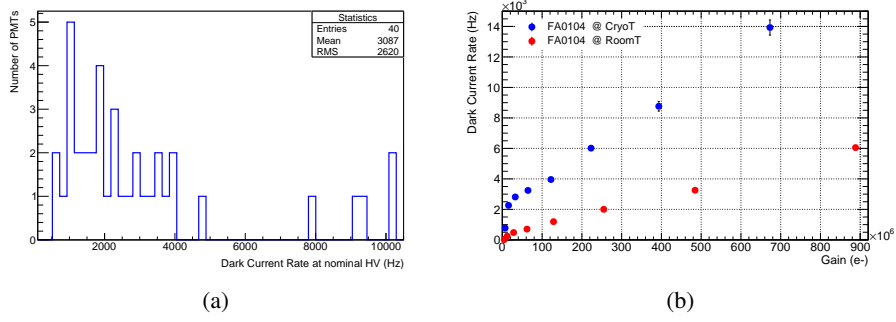 Statistics
Entries 40
Mean 3087
RMS 2620
Number of PMTs
5
4
3
2
1
0
2000 4000 6000 8000 10000
Dark Current Rate at nominal HV (Hz)
(a)
×10³
Dark Current Rate (Hz)
FA0104 @ CryoT
FA0104 @ RoomT
14
12
10
8
6
4
2
0
0 100 200 300 400 500 600 700 800 900
×10⁶
Gain (e-)
(b)